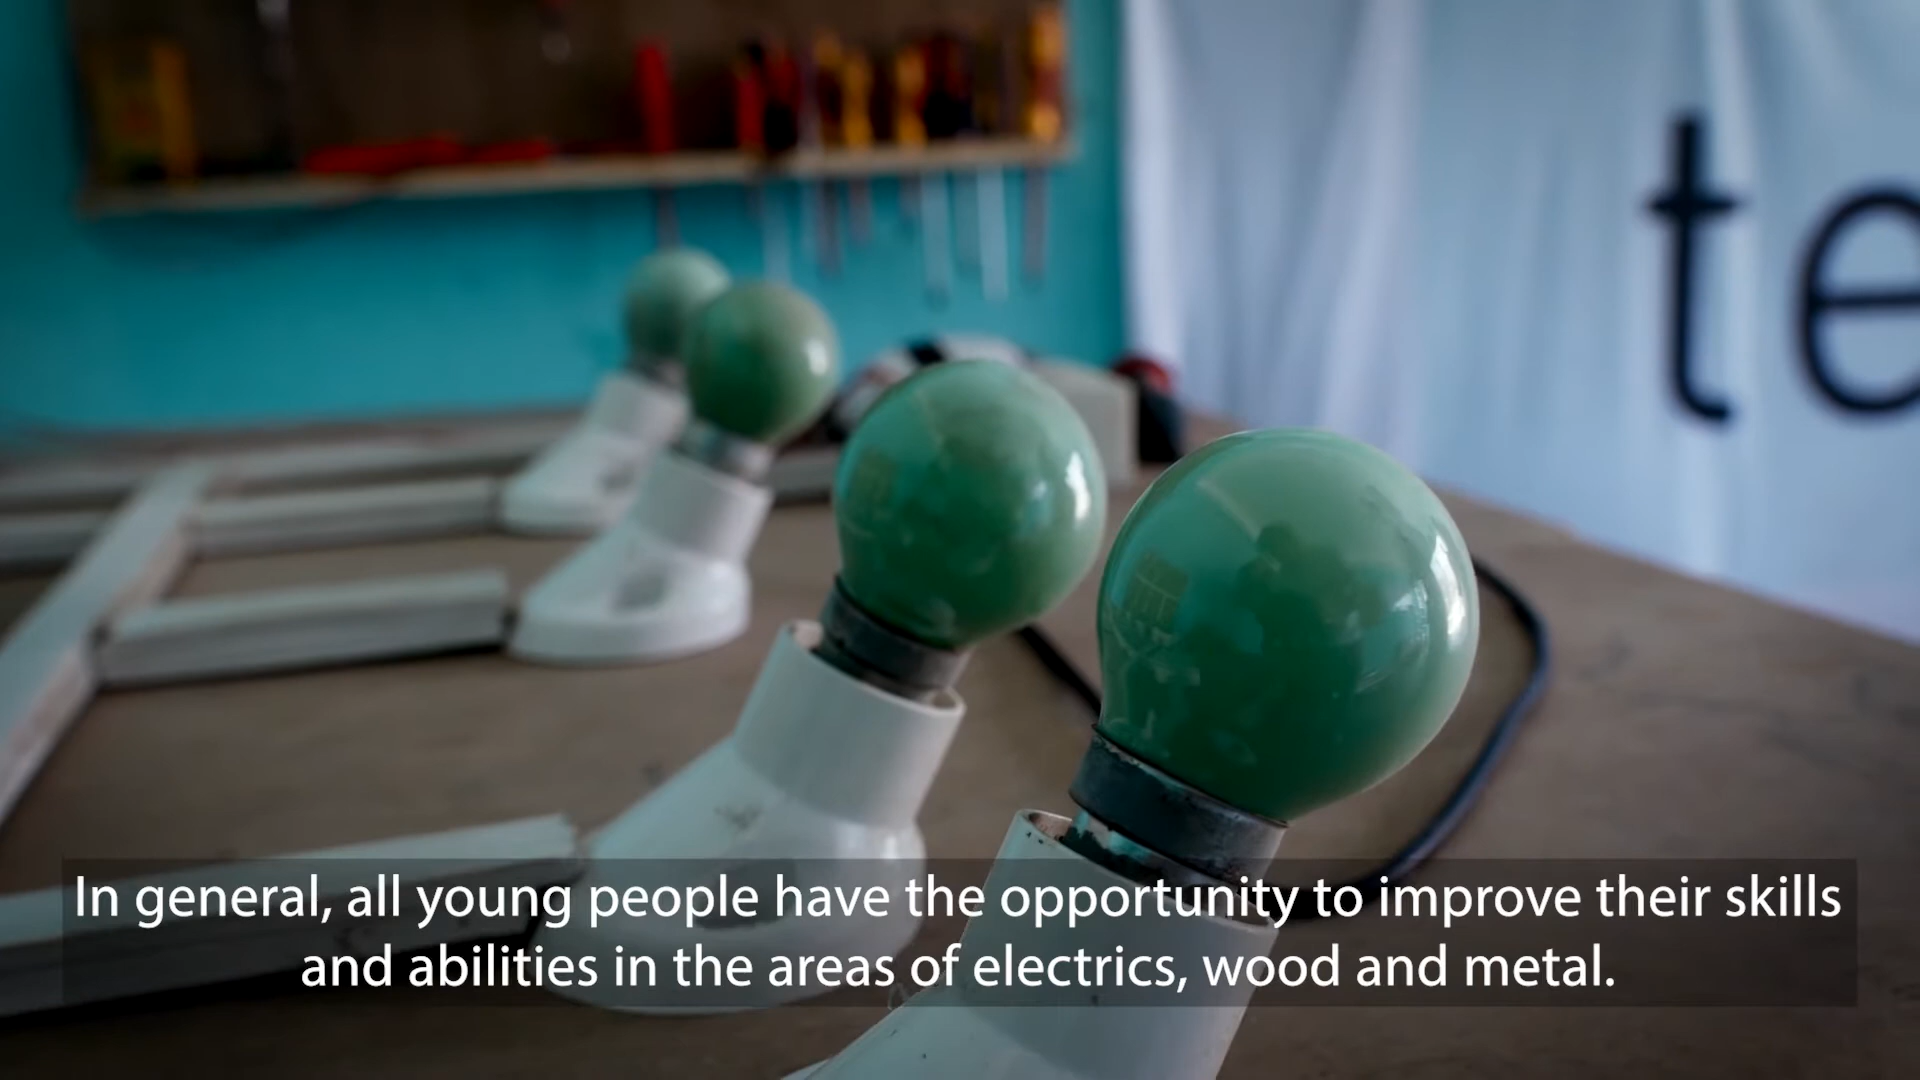 te
In general, all young people have the opportunity to improve their skills
and abilities in the areas of electrics, wood and metal.